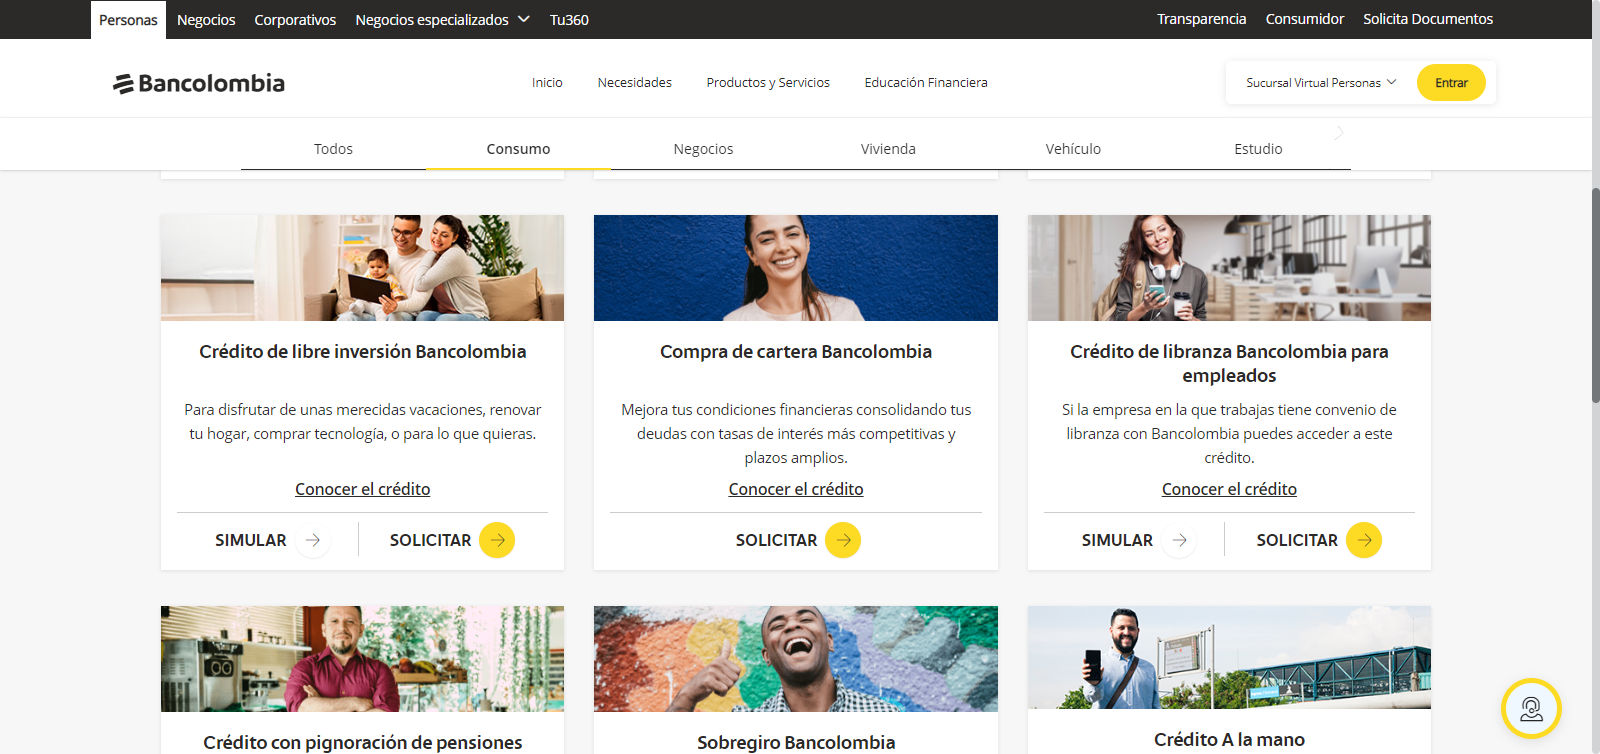 Personas Negocios Corporativos Negocios especializados Tu360 Transparencia Consumidor Solicita Documentos
Bancolombia Inicio Necesidades Productos y Servicios Educación Financiera Sucursal Virtual Personas Entrar
Todos Consumo Negocios Vivienda Vehículo Estudio
Crédito de libre inversión Bancolombia
Para disfrutar de unas merecidas vacaciones, renovar
tu hogar, comprar tecnología, o para lo que quieras.
Conocer el crédito
SIMULAR SOLICITAR
Compra de cartera Bancolombia
Mejora tus condiciones financieras consolidando tus
deudas con tasas de interés más competitivas y
plazos amplios.
Conocer el crédito
SOLICITAR
Crédito de libranza Bancolombia para
empleados
Si la empresa en la que trabajas tiene convenio de
libranza con Bancolombia puedes acceder a este
crédito.
Conocer el crédito
SIMULAR SOLICITAR
Crédito con pignoración de pensiones
Sobregiro Bancolombia
Crédito A la mano